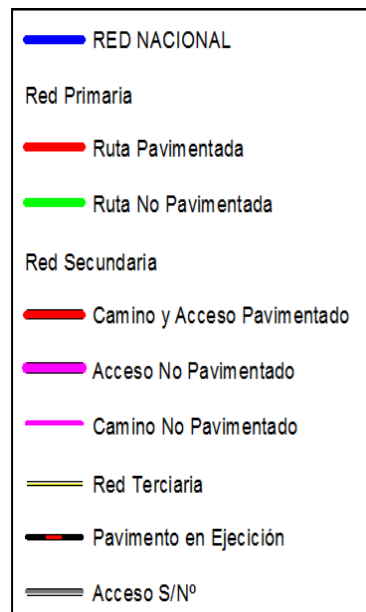 RED NACIONAL
Red Primaria
Ruta Pavimentada
Ruta No Pavimentada
Red Secundaria
Camino y Acceso Pavimentado
Acceso No Pavimentado
Camino No Pavimentado
Red Terciaria
Pavimento en Ejecición
Acceso S/Nº